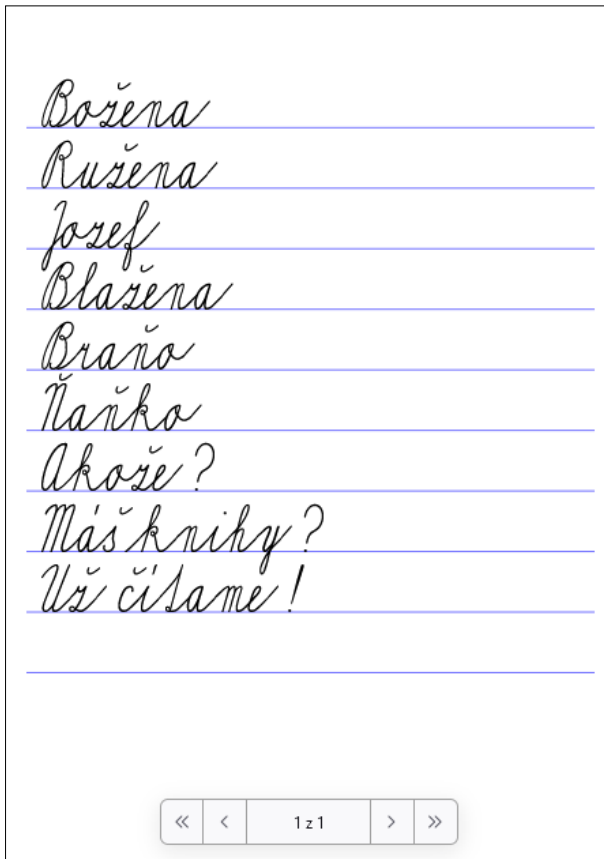 Božena
Ružena
Jozef
Blažena
Braňo
Ňaňko
Akože?
Máš knihy?
Už čítame!
1 z 1